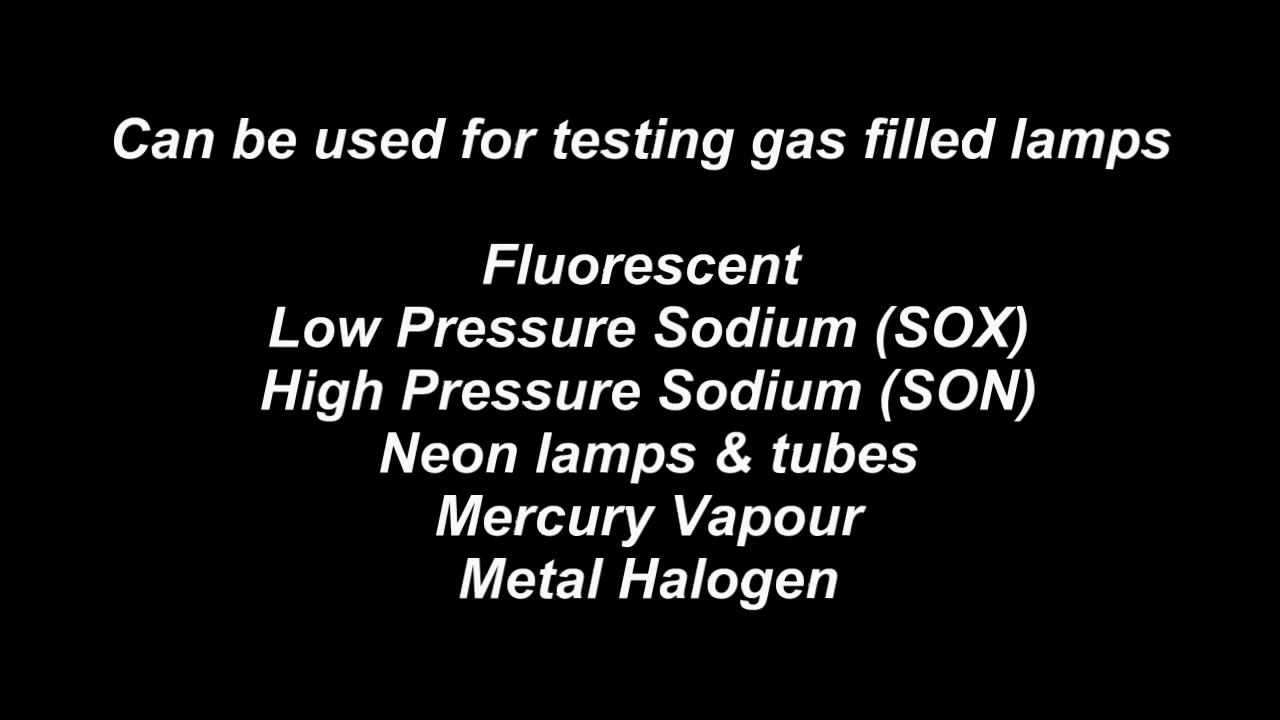 Can be used for testing gas filled lamps
Fluorescent
Low Pressure Sodium (SOX)
High Pressure Sodium (SON)
Neon lamps & tubes
Mercury Vapour
Metal Halogen